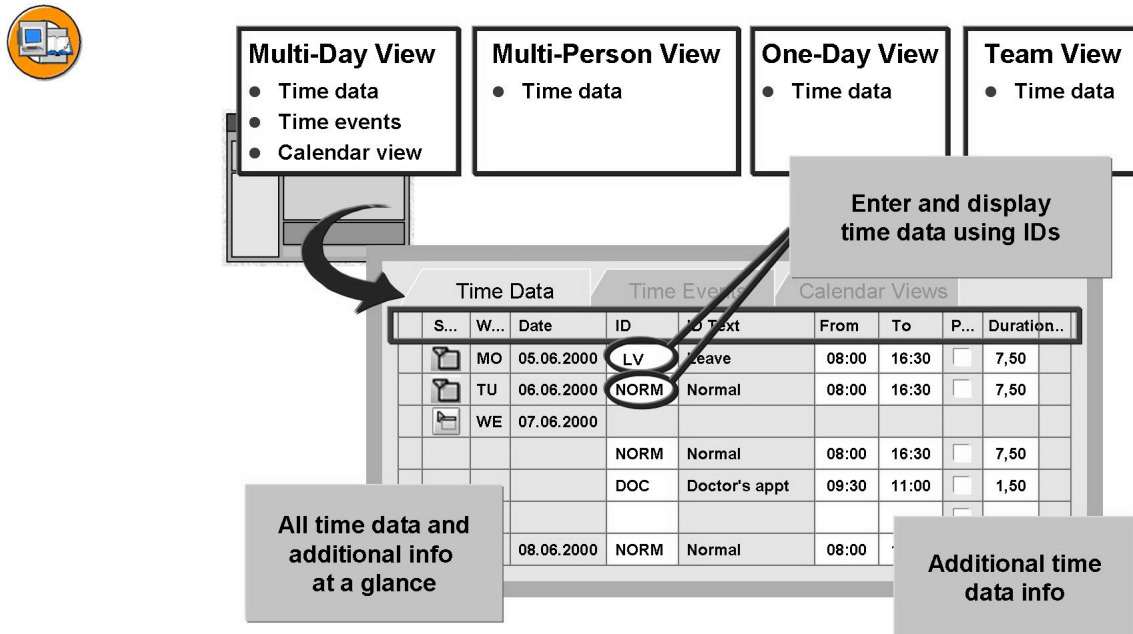 Multi-Day View
Time data
Time events
Calendar view
Multi-Person View
Time data
One-Day View
Time data
Team View
Time data
Enter and display
time data using IDs
Time Data Time Events Calendar Views
S... W... Date ID ID Text From To P... Duration...
MO 05.06.2000 LV Leave 08:00 16:30 7,50
TU 06.06.2000 NORM Normal 08:00 16:30 7,50
WE 07.06.2000
NORM Normal 08:00 16:30 7,50
DOC Doctor's appt 09:30 11:00 1,50
08.06.2000 NORM Normal 08:00
All time data and
additional info
at a glance
Additional time
data info